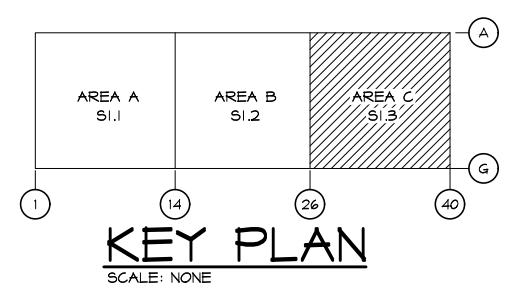 A
AREA A
S1.1
AREA B
S1.2
AREA C
S1.3
G
1
14
26
40
KEY PLAN
SCALE: NONE